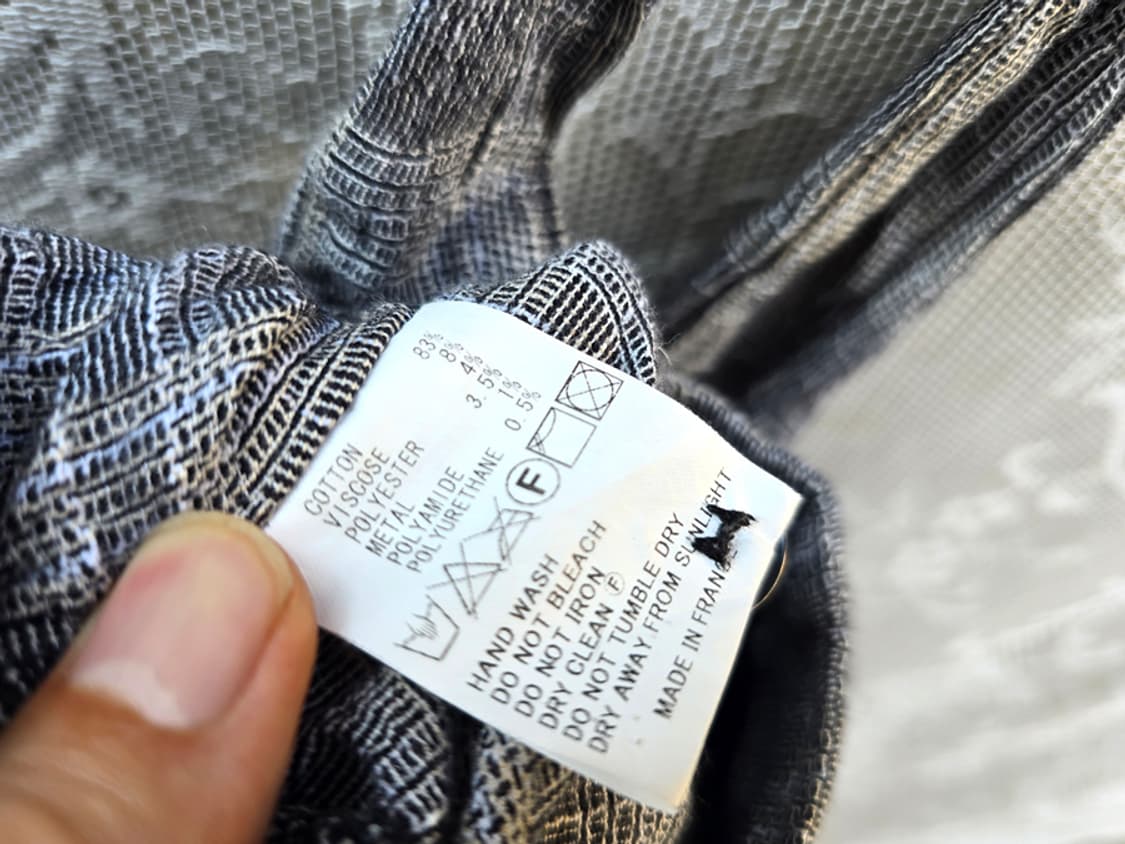 COTTON 83%
VISCOSE 8%
POLYESTER 4%
METAL 3.5%
POLYAMIDE 1%
POLYURETHANE 0.5%
F
HAND WASH
DO NOT BLEACH
DO NOT IRON
DRY CLEAN Ⓟ
DO NOT TUMBLE DRY
DRY AWAY FROM SUNLIGHT
MADE IN FRAN